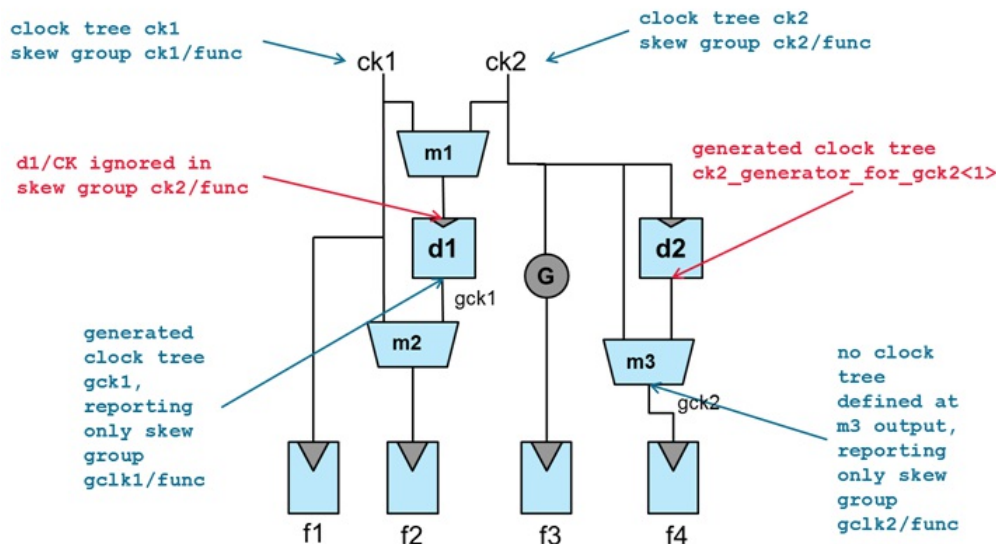 clock tree ck1
skew group ck1/func
clock tree ck2
skew group ck2/func
ck1
ck2
m1
d1/CK ignored in
skew group ck2/func
generated clock tree
ck2_generator_for_gck2<1>
d1
d2
G
gck1
generated
clock tree
gck1,
reporting
only skew
group
gclk1/func
m2
m3
gck2
no clock
tree
defined at
m3 output,
reporting
only skew
group
gclk2/func
f1
f2
f3
f4